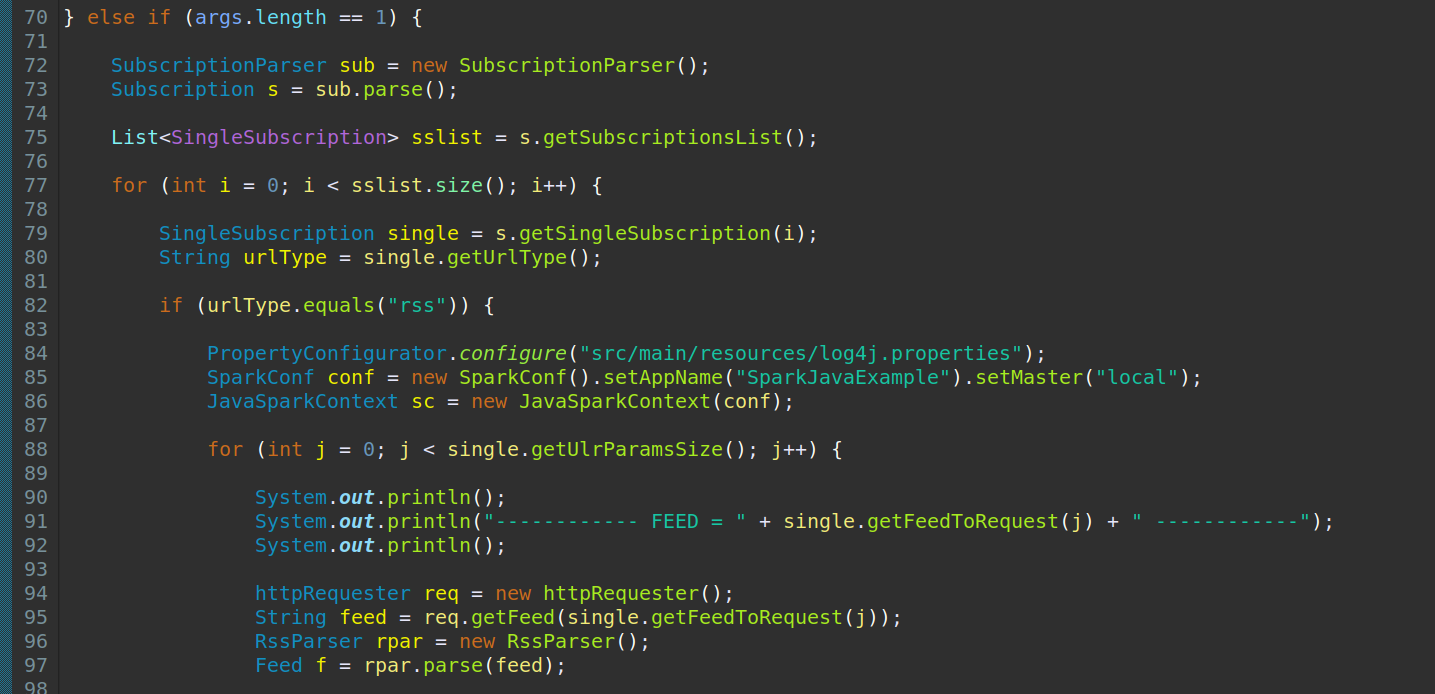 70 } else if (args.length == 1) {
71
72     SubscriptionParser sub = new SubscriptionParser();
73     Subscription s = sub.parse();
74
75     List<SingleSubscription> sslist = s.getSubscriptionsList();
76
77     for (int i = 0; i < sslist.size(); i++) {
78
79         SingleSubscription single = s.getSingleSubscription(i);
80         String urlType = single.getUrlType();
81
82         if (urlType.equals("rss")) {
83
84             PropertyConfigurator.configure("src/main/resources/log4j.properties");
85             SparkConf conf = new SparkConf().setAppName("SparkJavaExample").setMaster("local");
86             JavaSparkContext sc = new JavaSparkContext(conf);
87
88             for (int j = 0; j < single.getUlrParamsSize(); j++) {
89
90                 System.out.println();
91                 System.out.println("------------ FEED = " + single.getFeedToRequest(j) + " ------------");
92                 System.out.println();
93
94                 httpRequester req = new httpRequester();
95                 String feed = req.getFeed(single.getFeedToRequest(j));
96                 RssParser rpar = new RssParser();
97                 Feed f = rpar.parse(feed);
98